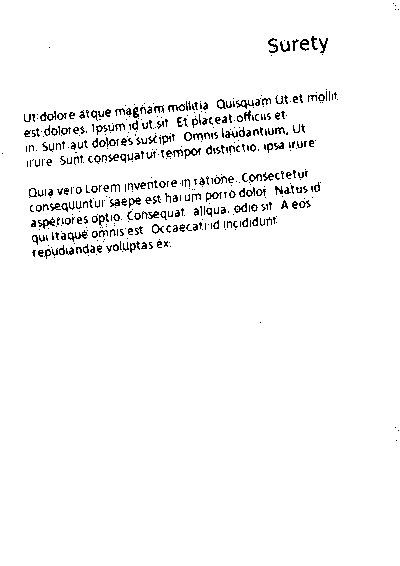 Surety
Ut dolore atque magnam mollitia. Quisquam Ut et mollit
est dolores. Ipsum id ut sit. Et placeat officiis et
in. Sunt aut dolores suscipit. Omnis laudantium. Ut
irure. Sunt consequatur tempor distinctio. Ipsa irure
Quia vero Lorem inventore in ratione. Consectetur
consequuntur saepe est harum porro dolor. Natus id
asperiores optio. Consequat. aliqua. odio sit. A eos
qui itaque omnis est. Occaecati id incididunt
repudiandae voluptas ex.